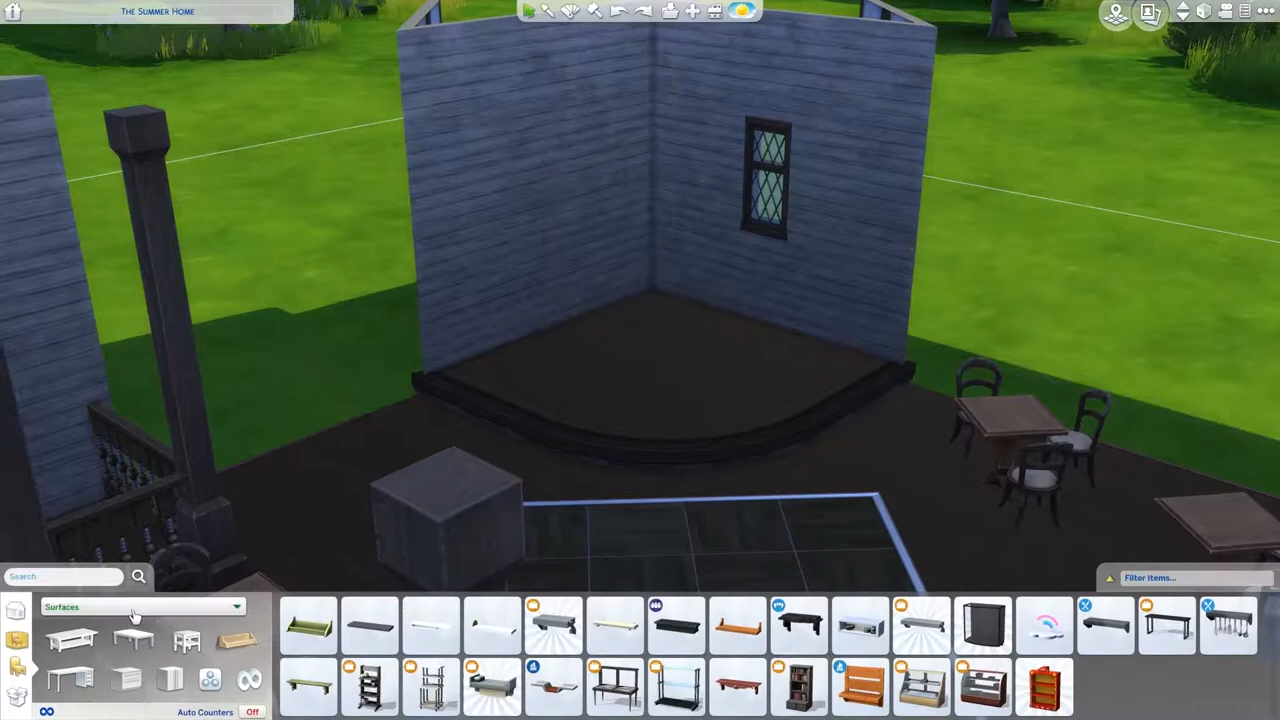 THE SUMMER HOME
Search
Filter Items...
Surfaces
Auto Counters Off